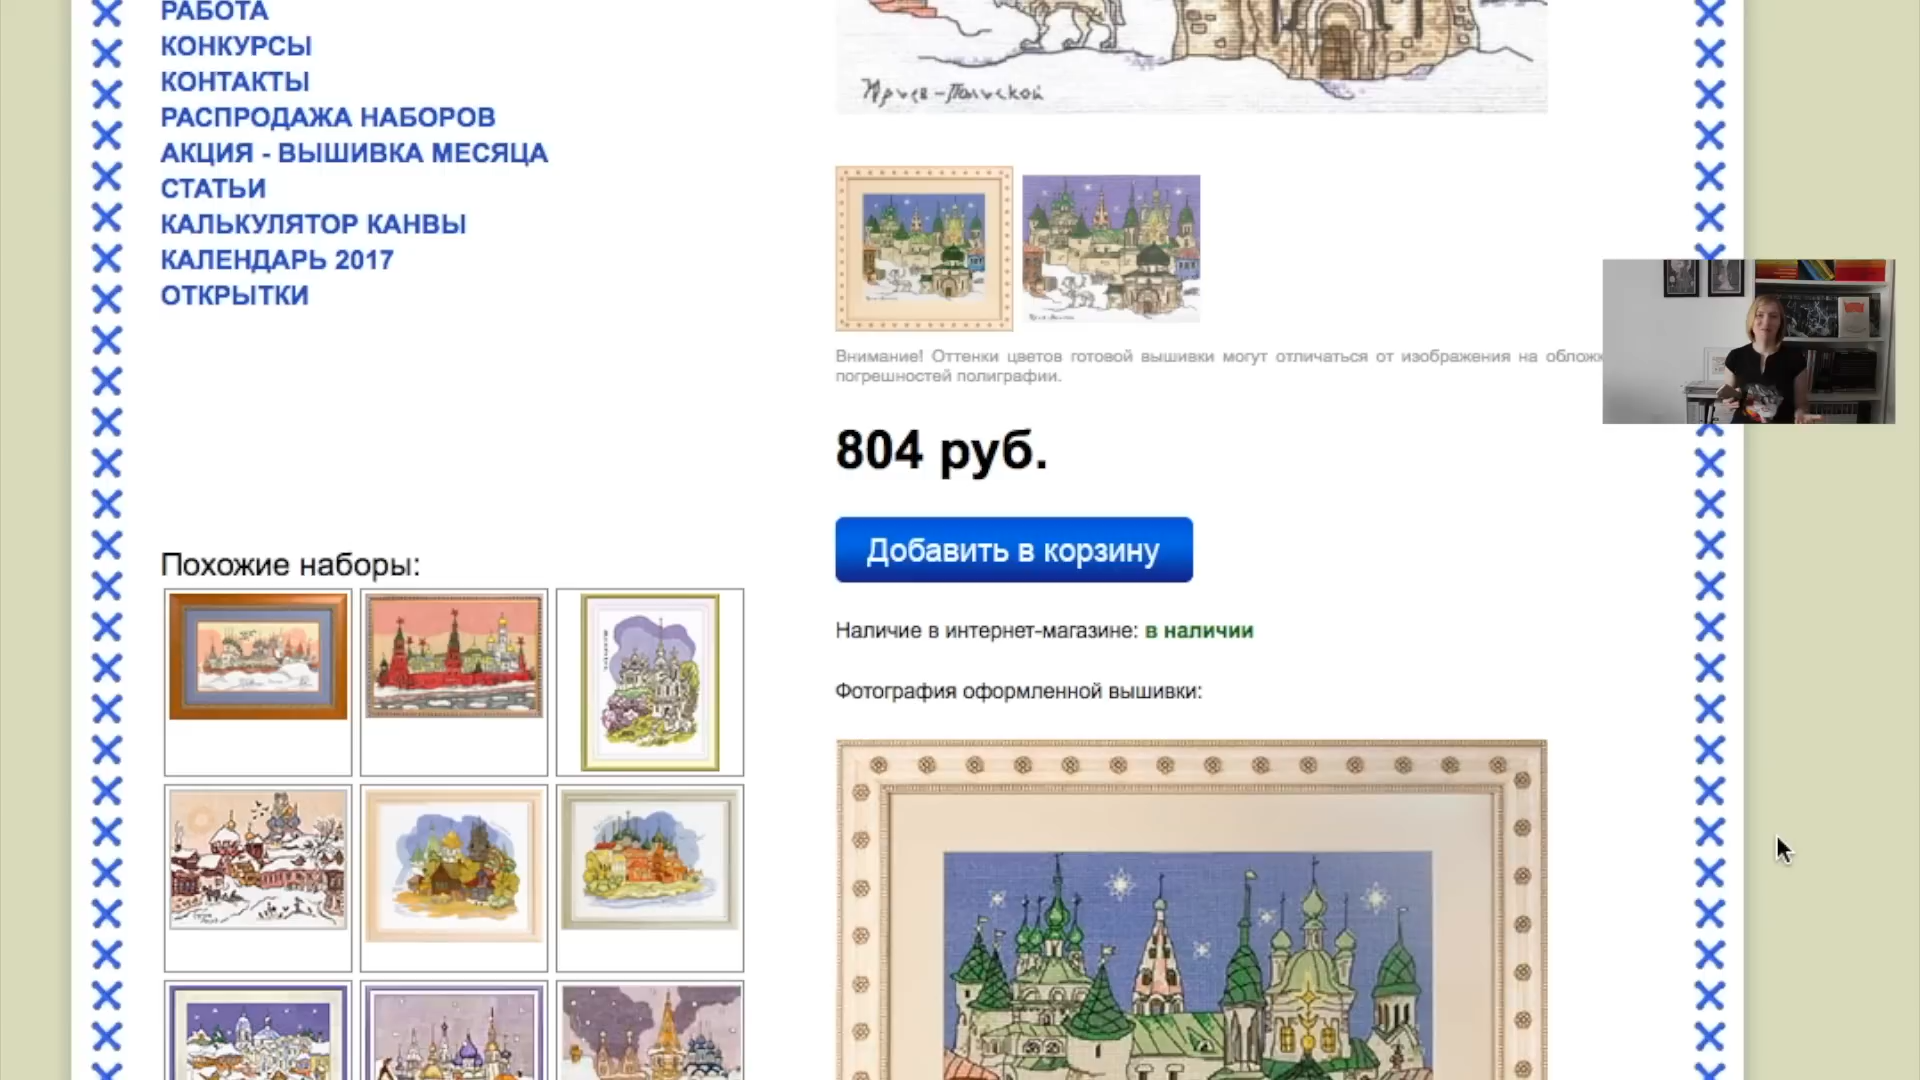 РАБОТА
КОНКУРСЫ
КОНТАКТЫ
РАСПРОДАЖА НАБОРОВ
АКЦИЯ - ВЫШИВКА МЕСЯЦА
СТАТЬИ
КАЛЬКУЛЯТОР КАНВЫ
КАЛЕНДАРЬ 2017
ОТКРЫТКИ
Похожие наборы:
Юрьев-Польской
Внимание! Оттенки цветов готовой вышивки могут отличаться от изображения на
погрешностей полиграфии.
804 руб.
Добавить в корзину
Наличие в интернет-магазине: в наличии
Фотография оформленной вышивки: